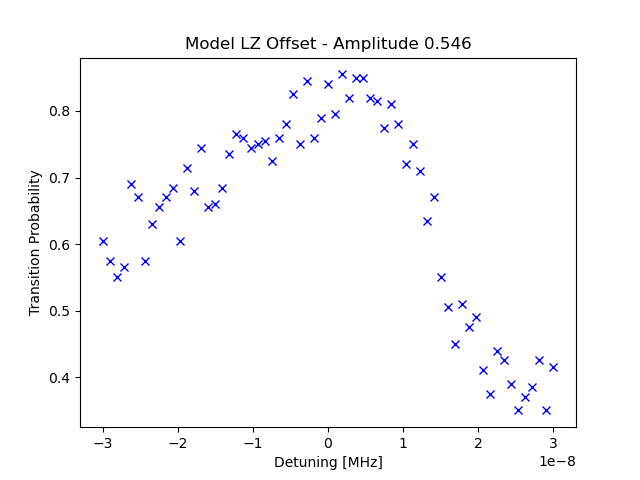 Model LZ Offset - Amplitude 0.546
Transition Probability
0.8
0.7
0.6
0.5
0.4
−3 −2 −1 0 1 2 3
1e−8
Detuning [MHz]